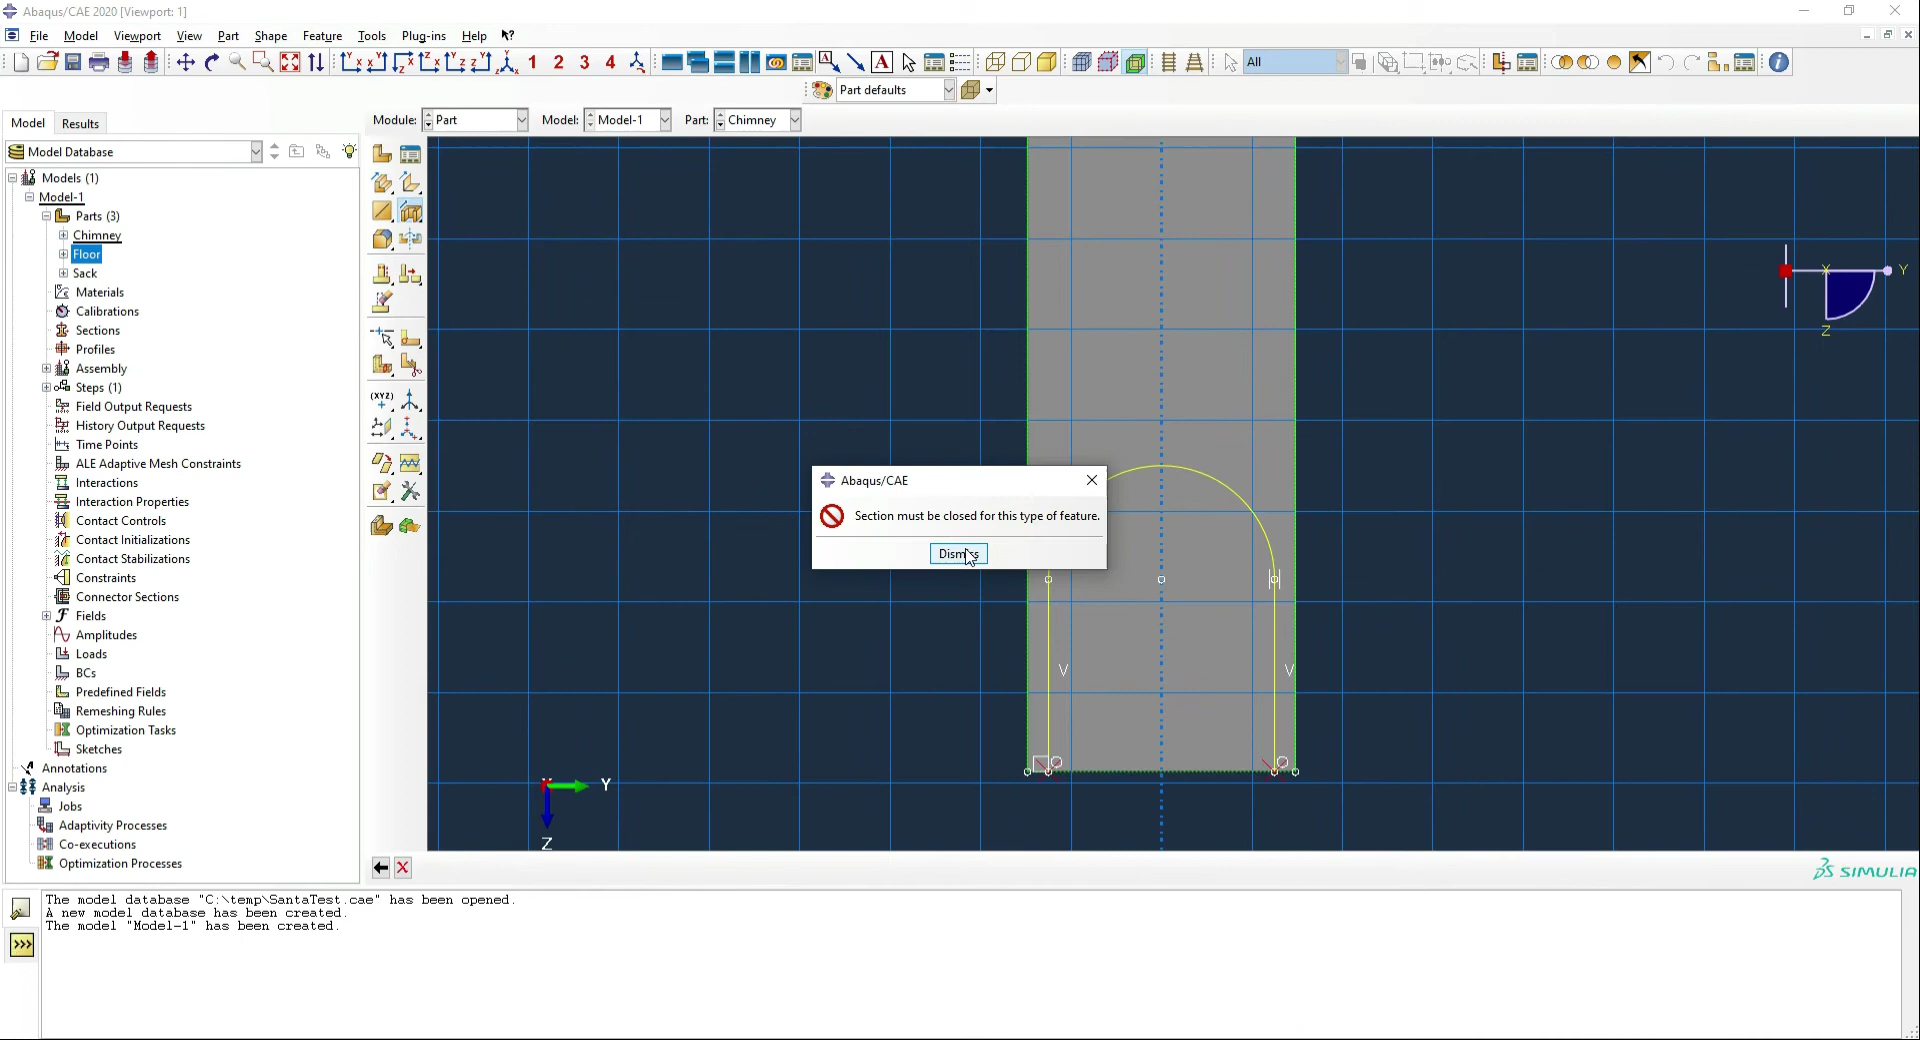 Abaqus/CAE 2020 [Viewport: 1]
File Model Viewport View Part Shape Feature Tools Plug-ins Help
1 2 3 4 A A All
Part defaults
Model Results
Module: Part Model: Model-1 Part: Chimney
Model Database
Models (1)
Model-1
Parts (3)
Chimney
Floor
Sack
Materials
Calibrations
Sections
Profiles
Assembly
Steps (1)
Field Output Requests
History Output Requests
Time Points
ALE Adaptive Mesh Constraints
Interactions
Interaction Properties
Contact Controls
Contact Initializations
Contact Stabilizations
Constraints
Connector Sections
Fields
Amplitudes
Loads
BCs
Predefined Fields
Remeshing Rules
Optimization Tasks
Sketches
Annotations
Analysis
Jobs
Adaptivity Processes
Co-executions
Optimization Processes
(XYZ)
X Y
Z
Abaqus/CAE
Section must be closed for this type of feature.
V V
Y
Z
SIMULIA
The model database "C:\temp\SantaTest.cae" has been opened.
A new model database has been created.
The model "Model-1" has been created.
>>>